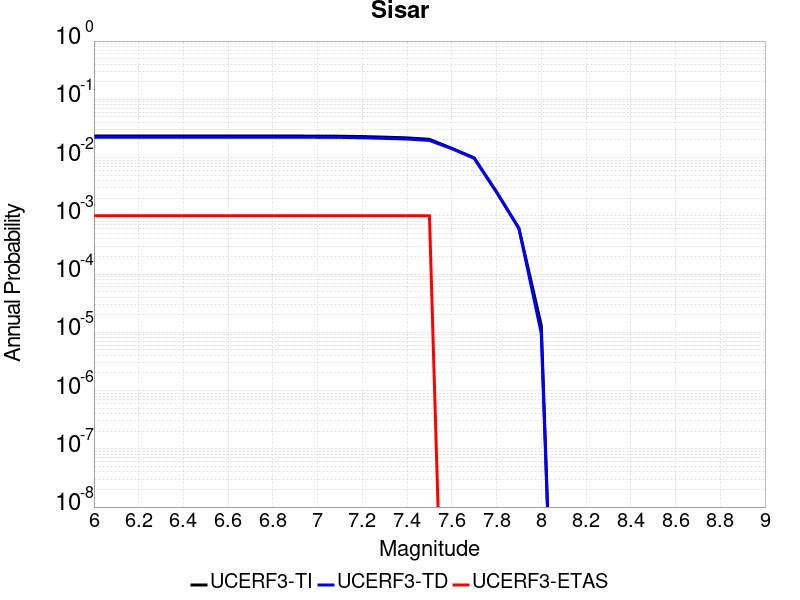 Sisar
10^0
10^-1
10^-2
10^-3
10^-4
10^-5
10^-6
10^-7
10^-8
Annual Probability
6 6.2 6.4 6.6 6.8 7 7.2 7.4 7.6 7.8 8 8.2 8.4 8.6 8.8 9
Magnitude
UCERF3-TI UCERF3-TD UCERF3-ETAS